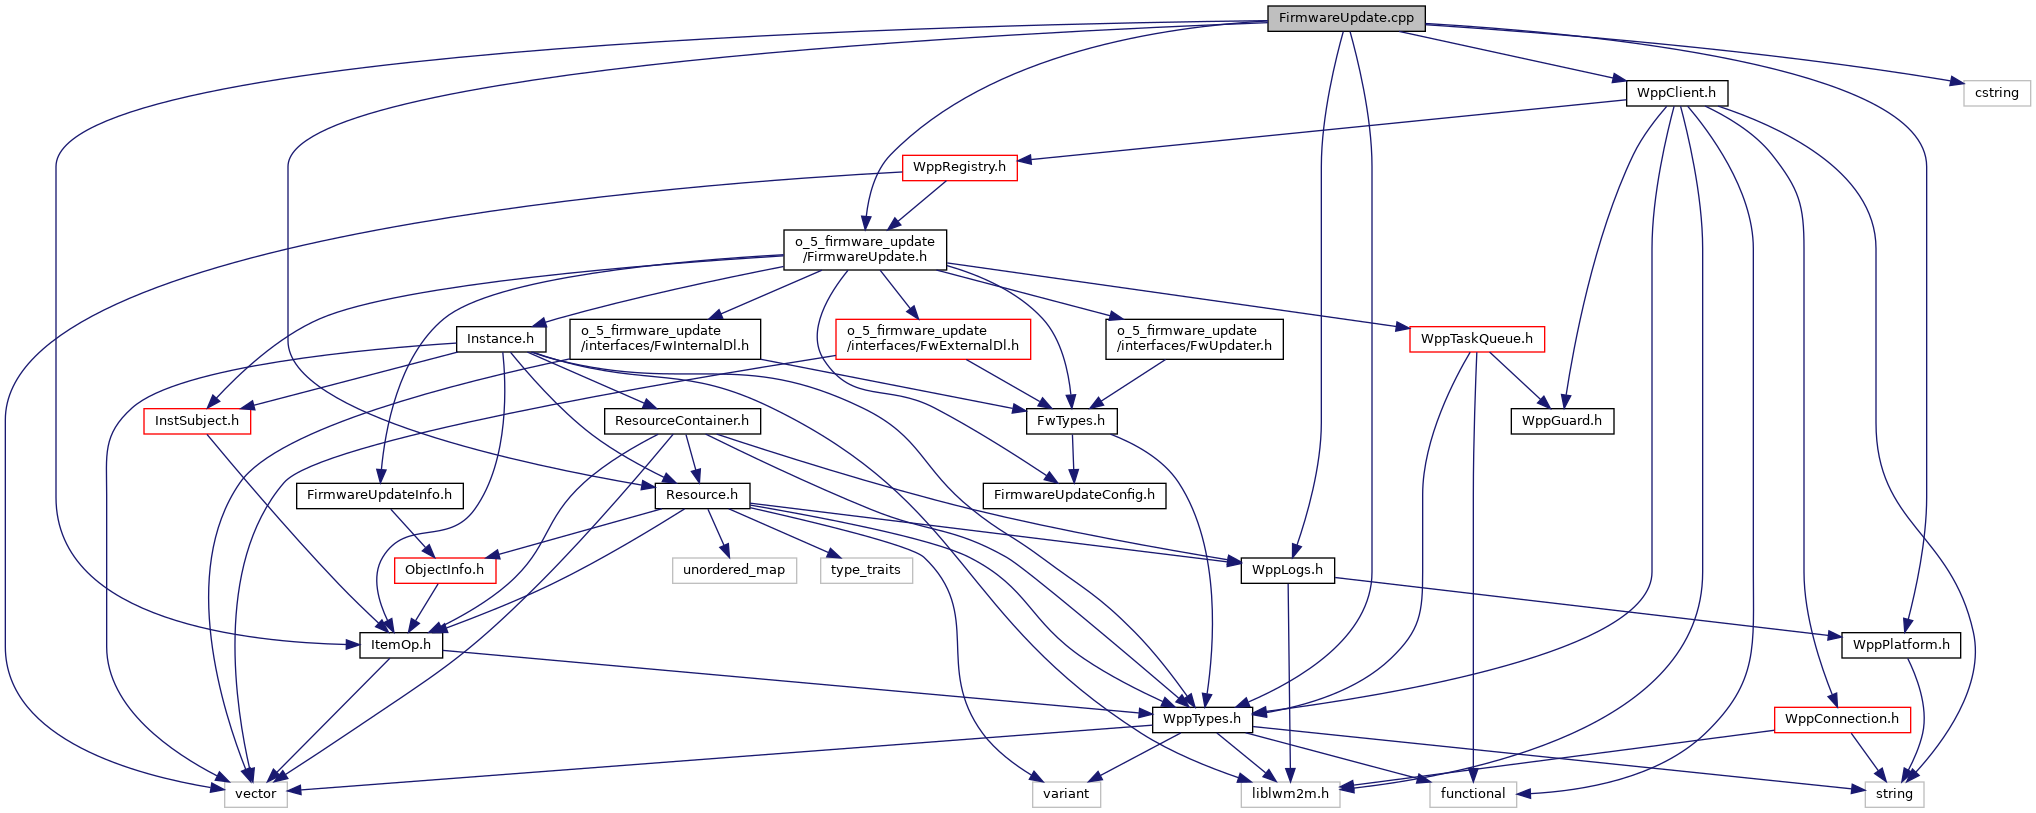 FirmwareUpdate.cpp
WppClient.h
cstring
WppRegistry.h
o_5_firmware_update
/FirmwareUpdate.h
Instance.h
o_5_firmware_update
/interfaces/FwInternalDl.h
o_5_firmware_update
/interfaces/FwExternalDl.h
o_5_firmware_update
/interfaces/FwUpdater.h
WppTaskQueue.h
InstSubject.h
ResourceContainer.h
FwTypes.h
WppGuard.h
FirmwareUpdateInfo.h
Resource.h
FirmwareUpdateConfig.h
ObjectInfo.h
unordered_map
type_traits
WppLogs.h
ItemOp.h
WppPlatform.h
WppTypes.h
WppConnection.h
vector
variant
liblwm2m.h
functional
string